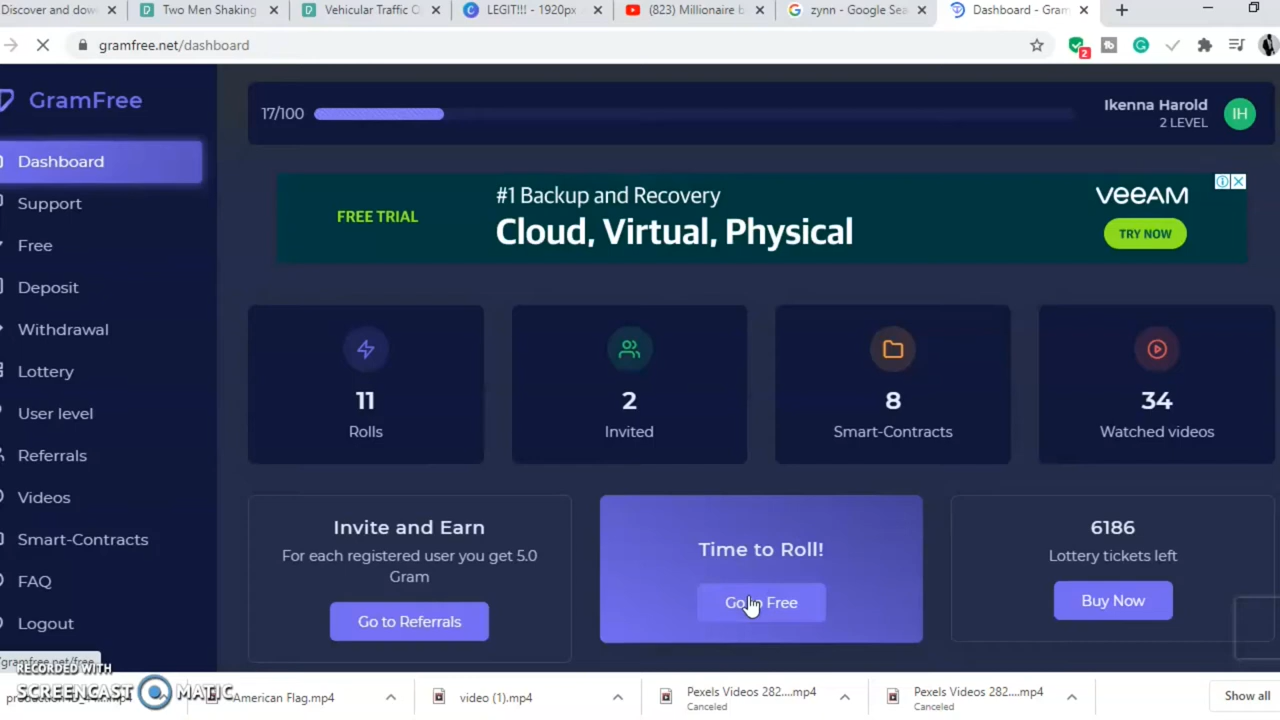 Discover and dow
Two Men Shaking
Vehicular Traffic C
LEGIT!!! - 1920px
(823) Millionaire b
zynn - Google Sea
Dashboard - Gram
gramfree.net/dashboard
2
GramFree
17/100
Ikenna Harold
2 LEVEL
IH
Dashboard
Support
Free
Deposit
Withdrawal
Lottery
User level
Referrals
Videos
Smart-Contracts
FAQ
Logout
FREE TRIAL
#1 Backup and Recovery
Cloud, Virtual, Physical
veeAM
TRY NOW
11
Rolls
2
Invited
8
Smart-Contracts
34
Watched videos
Invite and Earn
For each registered user you get 5.0
Gram
Go to Referrals
Time to Roll!
Go to Free
6186
Lottery tickets left
Buy Now
/gramfree.net/free
RECORDED WITH
SCREENCAST MATIC
American Flag.mp4
video (1).mp4
Pexels Videos 282....mp4
Canceled
Pexels Videos 282....mp4
Canceled
Show all